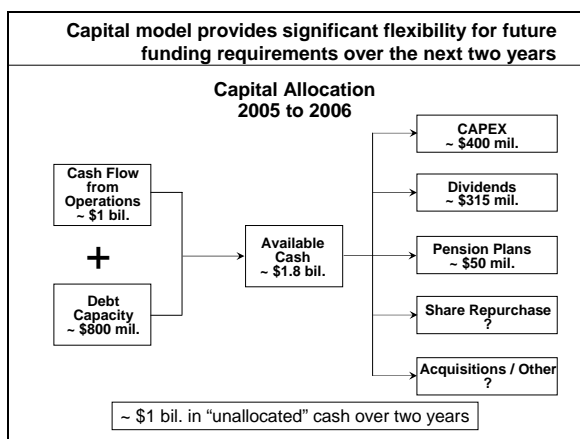 Capital model provides significant flexibility for future
funding requirements over the next two years
Capital Allocation
2005 to 2006
Cash Flow
from
Operations
~ $1 bil.
+
Debt
Capacity
~ $800 mil.
Available
Cash
~ $1.8 bil.
CAPEX
~ $400 mil.
Dividends
~ $315 mil.
Pension Plans
~ $50 mil.
Share Repurchase
?
Acquisitions / Other
?
~ $1 bil. in “unallocated” cash over two years